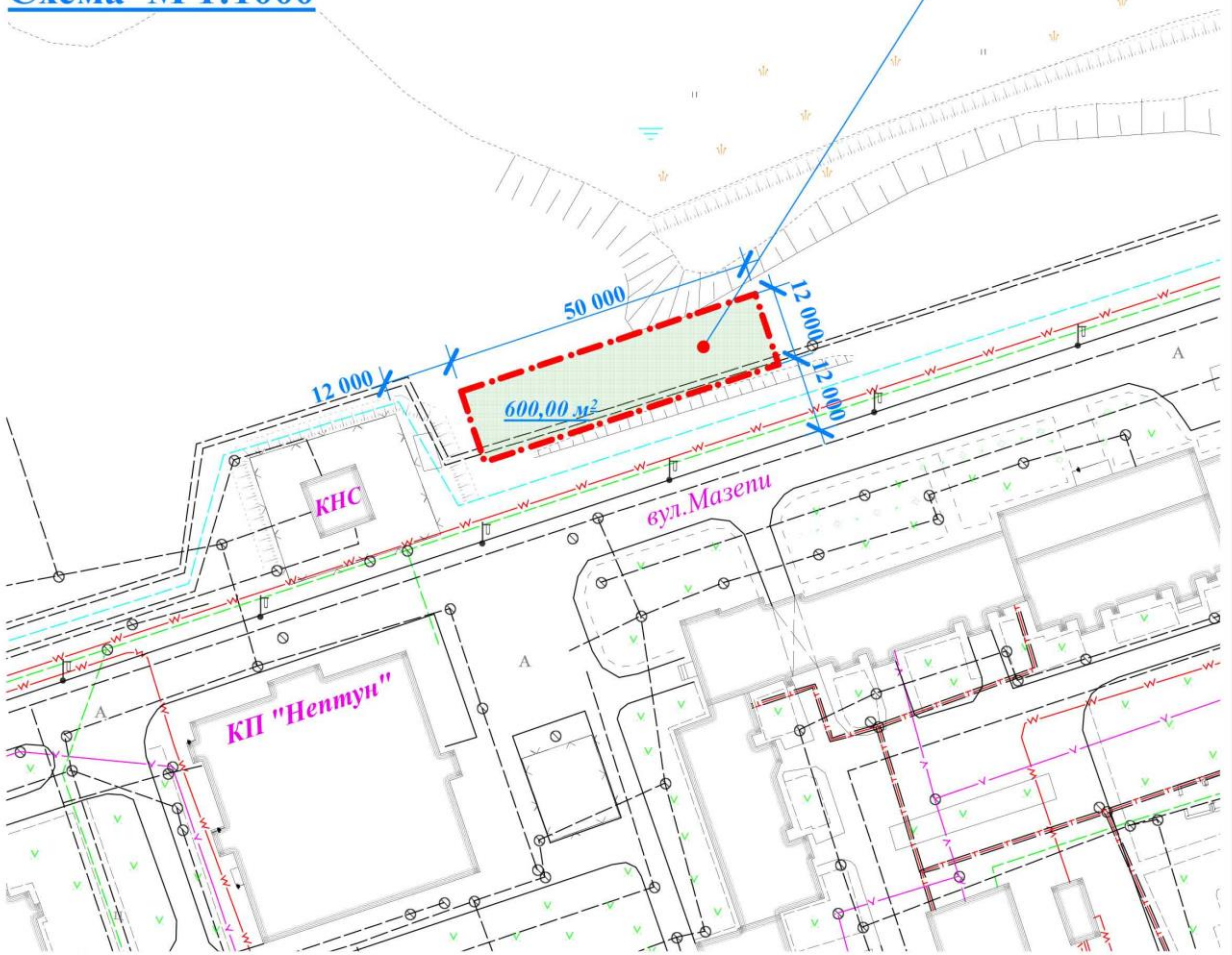 Схема М 1:1000
50 000
12 000
12 000
12 000
600,00 м²
КНС
вул.Мазепи
КП "Нептун"
А
А
А